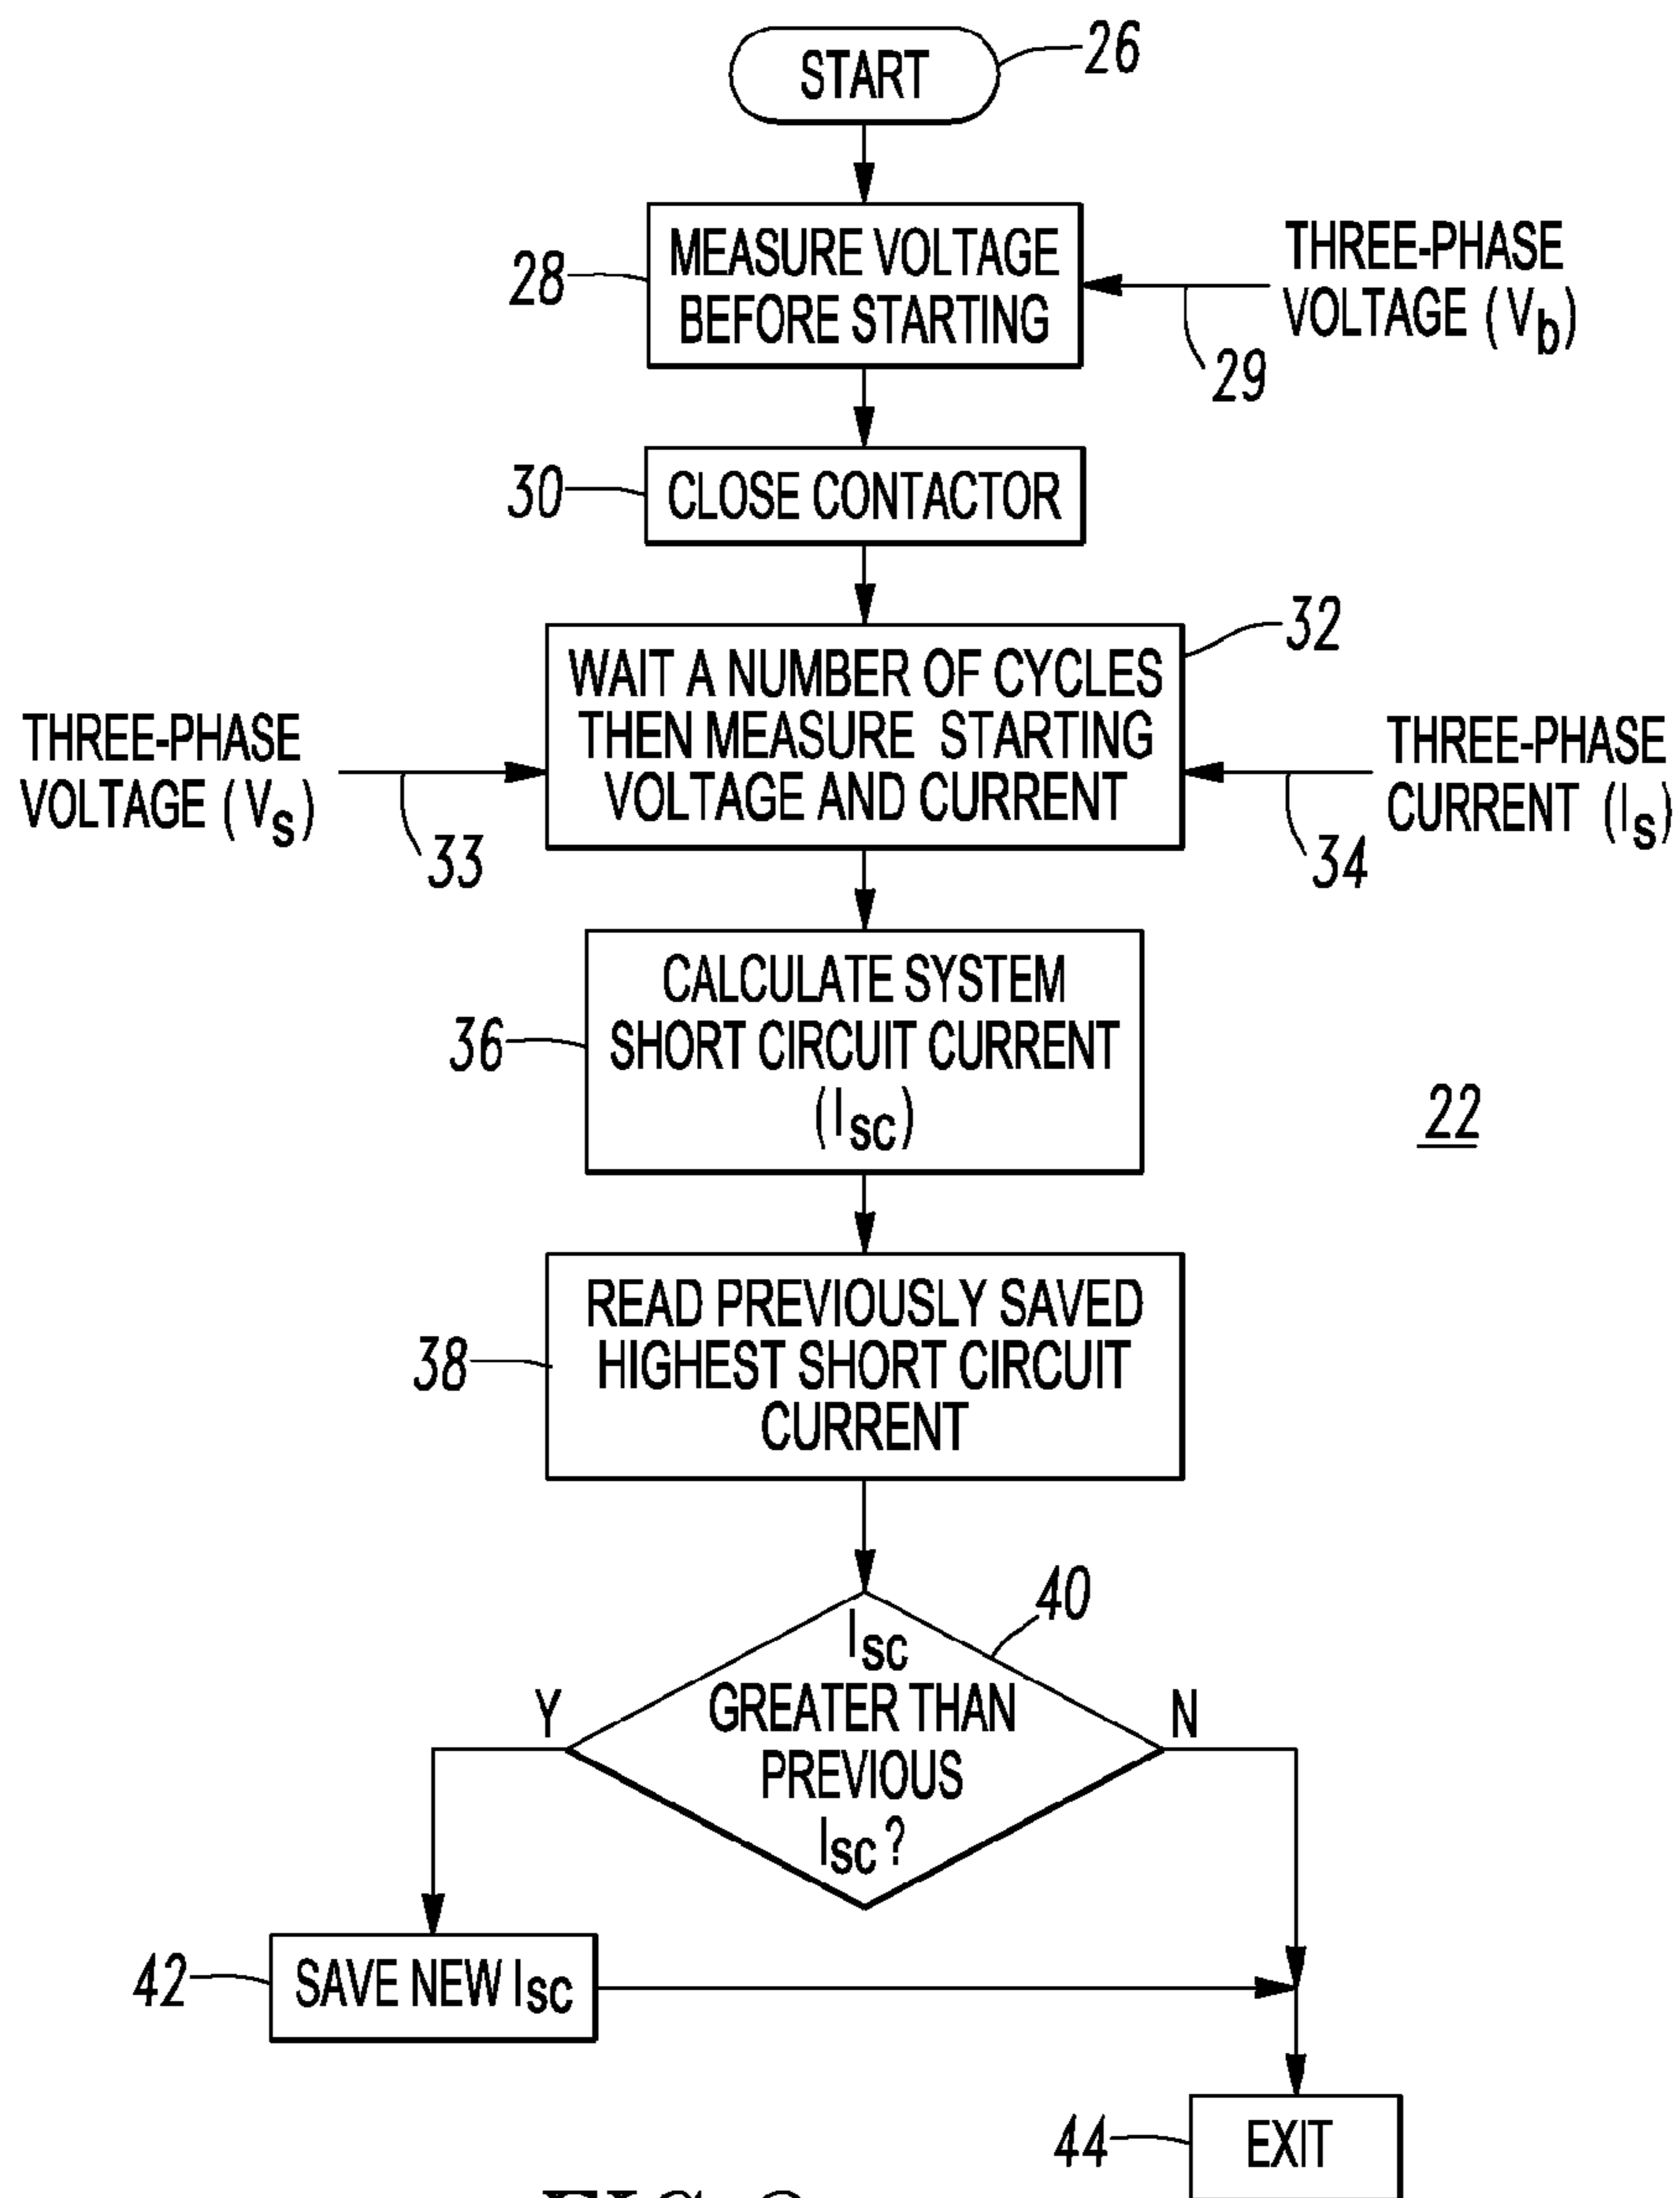 START
26
MEASURE VOLTAGE
BEFORE STARTING
28
THREE-PHASE
VOLTAGE (Vb)
29
30
CLOSE CONTACTOR
32
WAIT A NUMBER OF CYCLES
THEN MEASURE STARTING
VOLTAGE AND CURRENT
THREE-PHASE
VOLTAGE (Vs)
33
THREE-PHASE
CURRENT (Is)
34
CALCULATE SYSTEM
SHORT CIRCUIT CURRENT
(Isc)
36
22
READ PREVIOUSLY SAVED
HIGHEST SHORT CIRCUIT
CURRENT
38
40
Isc
GREATER THAN
PREVIOUS
Isc?
Y
N
42
SAVE NEW Isc
44
EXIT